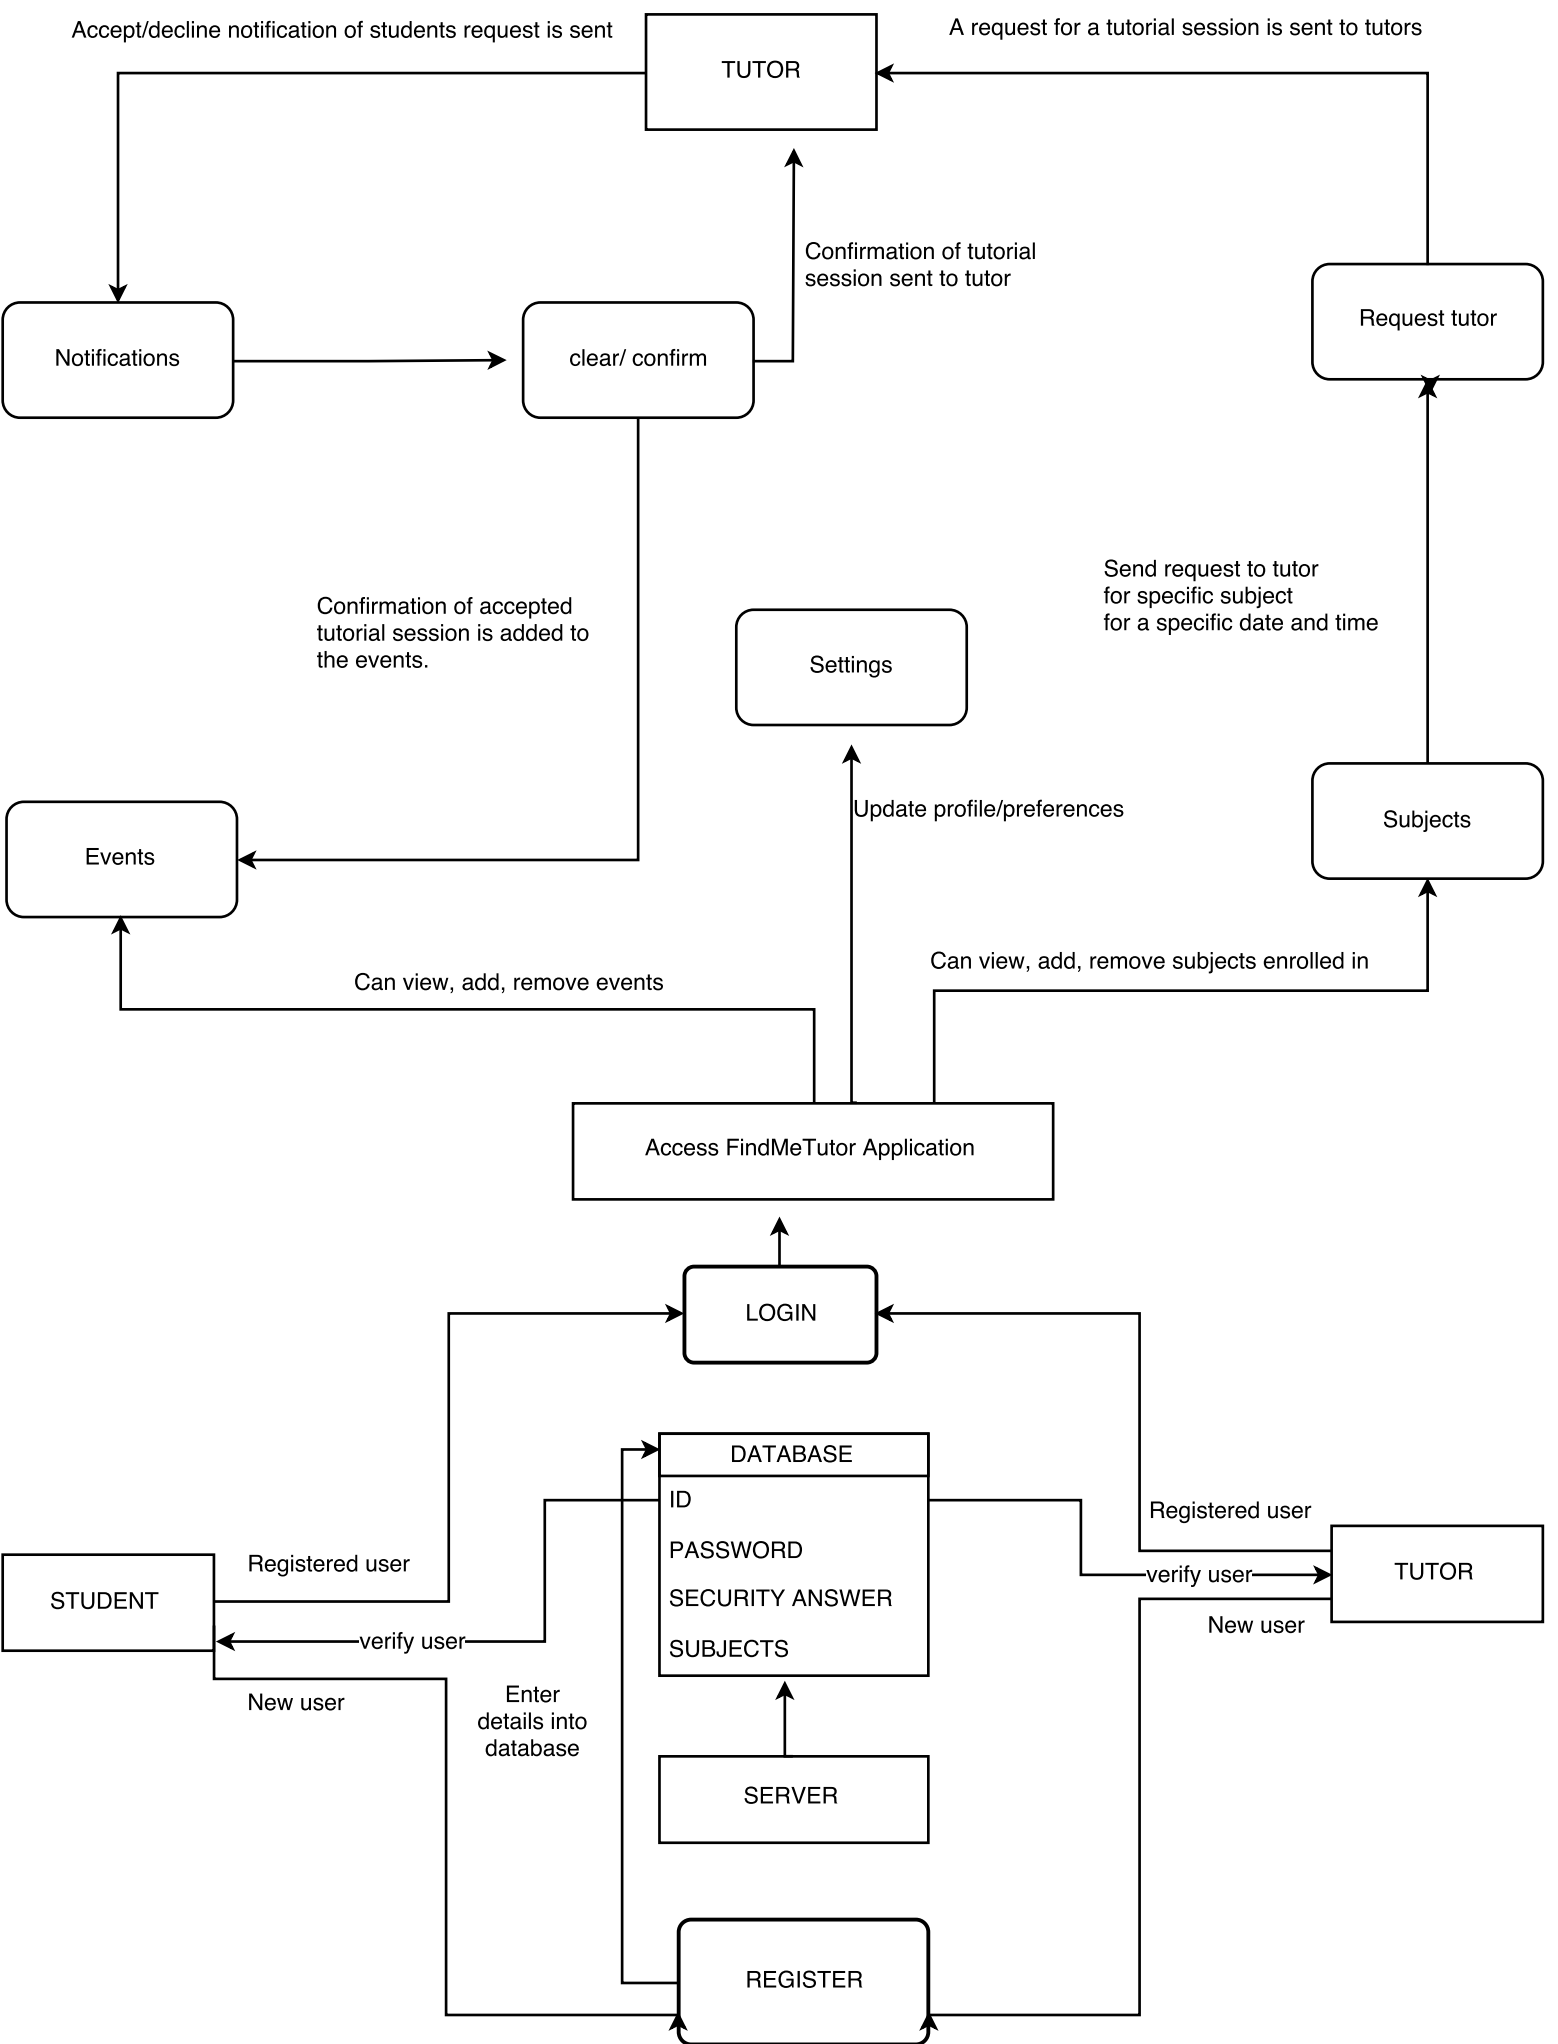 Accept/decline notification of students request is sent
TUTOR
A request for a tutorial session is sent to tutors
Confirmation of tutorial
session sent to tutor
Notifications
clear/ confirm
Request tutor
Send request to tutor
for specific subject
for a specific date and time
Confirmation of accepted
tutorial session is added to
the events.
Settings
Update profile/preferences
Subjects
Events
Can view, add, remove events
Can view, add, remove subjects enrolled in
Access FindMeTutor Application
LOGIN
DATABASE
ID
PASSWORD
SECURITY ANSWER
SUBJECTS
Registered user
STUDENT
verify user
New user
Registered user
verify user
TUTOR
New user
Enter
details into
database
SERVER
REGISTER